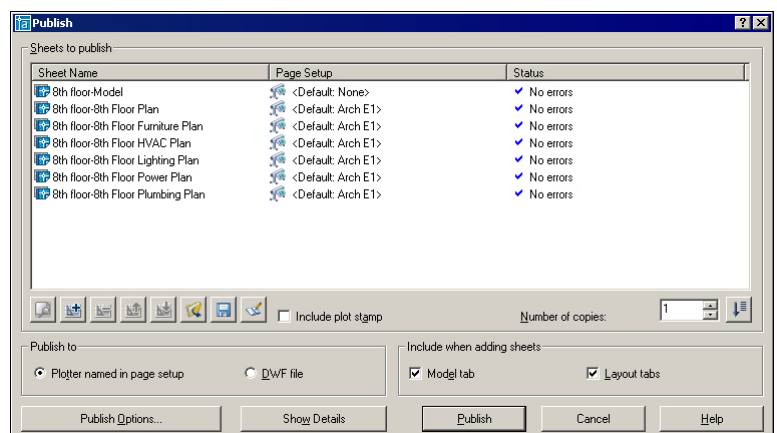 Publish
Sheets to publish
Sheet Name Page Setup Status
8th floor-Model <Default: None> No errors
8th floor-8th Floor Plan <Default: Arch E1> No errors
8th floor-8th Floor Furniture Plan <Default: Arch E1> No errors
8th floor-8th Floor HVAC Plan <Default: Arch E1> No errors
8th floor-8th Floor Lighting Plan <Default: Arch E1> No errors
8th floor-8th Floor Power Plan <Default: Arch E1> No errors
8th floor-8th Floor Plumbing Plan <Default: Arch E1> No errors
Include plot stamp Number of copies: 1
Publish to Include when adding sheets
Plotter named in page setup DWF file Model tab Layout tabs
Publish Options... Show Details Publish Cancel Help